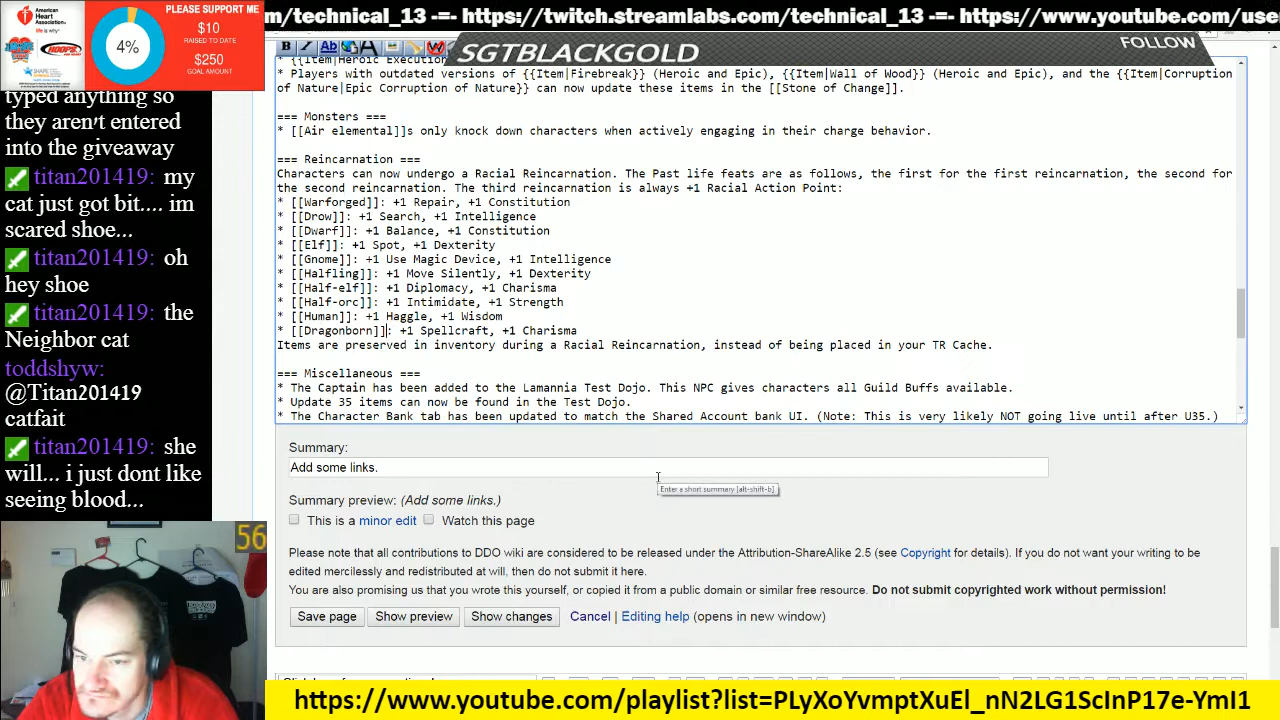 American Heart Association.
life is why™
HOOPS
SHAPE
4%
PLEASE SUPPORT ME
$10
RAISED TO DATE
$250
GOAL AMOUNT
m/technical_13 -=- https://twitch.streamlabs.com/technical_13 -=- https://www.youtube.com/use
SGTBLACKGOLD
FOLLOW
typed anything so
they aren't entered
into the giveaway
titan201419: my
cat just got bit.... im
scared shoe...
titan201419: oh
hey shoe
titan201419: the
Neighbor cat
toddshyw:
@Titan201419
catfait
titan201419: she
will... i just dont like
seeing blood...
56
* {{Item|Heroic Execution
* Players with outdated versions of {{Item|Firebreak}} (Heroic and Epic), {{Item|Wall of Wood}} (Heroic and Epic), and the {{Item|Corruption
of Nature|Epic Corruption of Nature}} can now update these items in the [[Stone of Change]].
=== Monsters ===
* [[Air elemental]]s only knock down characters when actively engaging in their charge behavior.
=== Reincarnation ===
Characters can now undergo a Racial Reincarnation. The Past life feats are as follows, the first for the first reincarnation, the second for
the second reincarnation. The third reincarnation is always +1 Racial Action Point:
* [[Warforged]]: +1 Repair, +1 Constitution
* [[Drow]]: +1 Search, +1 Intelligence
* [[Dwarf]]: +1 Balance, +1 Constitution
* [[Elf]]: +1 Spot, +1 Dexterity
* [[Gnome]]: +1 Use Magic Device, +1 Intelligence
* [[Halfling]]: +1 Move Silently, +1 Dexterity
* [[Half-elf]]: +1 Diplomacy, +1 Charisma
* [[Half-orc]]: +1 Intimidate, +1 Strength
* [[Human]]: +1 Haggle, +1 Wisdom
* [[Dragonborn]]: +1 Spellcraft, +1 Charisma
Items are preserved in inventory during a Racial Reincarnation, instead of being placed in your TR Cache.
=== Miscellaneous ===
* The Captain has been added to the Lamannia Test Dojo. This NPC gives characters all Guild Buffs available.
* Update 35 items can now be found in the Test Dojo.
* The Character Bank tab has been updated to match the Shared Account bank UI. (Note: This is very likely NOT going live until after U35.)
Summary:
Add some links.
Enter a short summary [alt-shift-b]
Summary preview: (Add some links.)
This is a minor edit Watch this page
Please note that all contributions to DDO wiki are considered to be released under the Attribution-ShareAlike 2.5 (see Copyright for details). If you do not want your writing to be
edited mercilessly and redistributed at will, then do not submit it here.
You are also promising us that you wrote this yourself, or copied it from a public domain or similar free resource. Do not submit copyrighted work without permission!
Save page Show preview Show changes Cancel | Editing help (opens in new window)
https://www.youtube.com/playlist?list=PLyXoYvmptXuEl_nN2LG1ScInP17e-YmI1